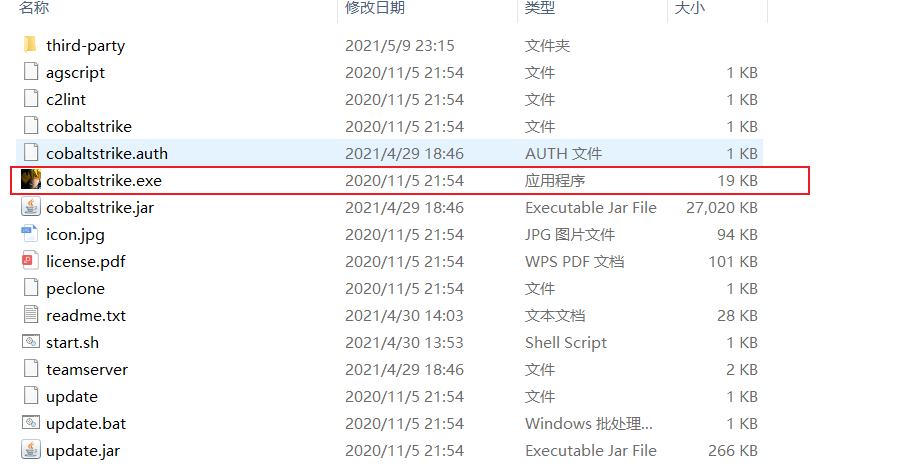 名称 修改日期 类型 大小
third-party 2021/5/9 23:15 文件夹
agscript 2020/11/5 21:54 文件 1 KB
c2lint 2020/11/5 21:54 文件 1 KB
cobaltstrike 2020/11/5 21:54 文件 1 KB
cobaltstrike.auth 2021/4/29 18:46 AUTH 文件 1 KB
cobaltstrike.exe 2020/11/5 21:54 应用程序 19 KB
cobaltstrike.jar 2021/4/29 18:46 Executable Jar File 27,020 KB
icon.jpg 2020/11/5 21:54 JPG 图片文件 94 KB
license.pdf 2020/11/5 21:54 WPS PDF 文档 101 KB
peclone 2020/11/5 21:54 文件 1 KB
readme.txt 2021/4/30 14:03 文本文档 28 KB
start.sh 2021/4/30 13:53 Shell Script 1 KB
teamserver 2021/4/29 18:46 文件 2 KB
update 2020/11/5 21:54 文件 1 KB
update.bat 2020/11/5 21:54 Windows 批处理... 1 KB
update.jar 2020/11/5 21:54 Executable Jar File 266 KB